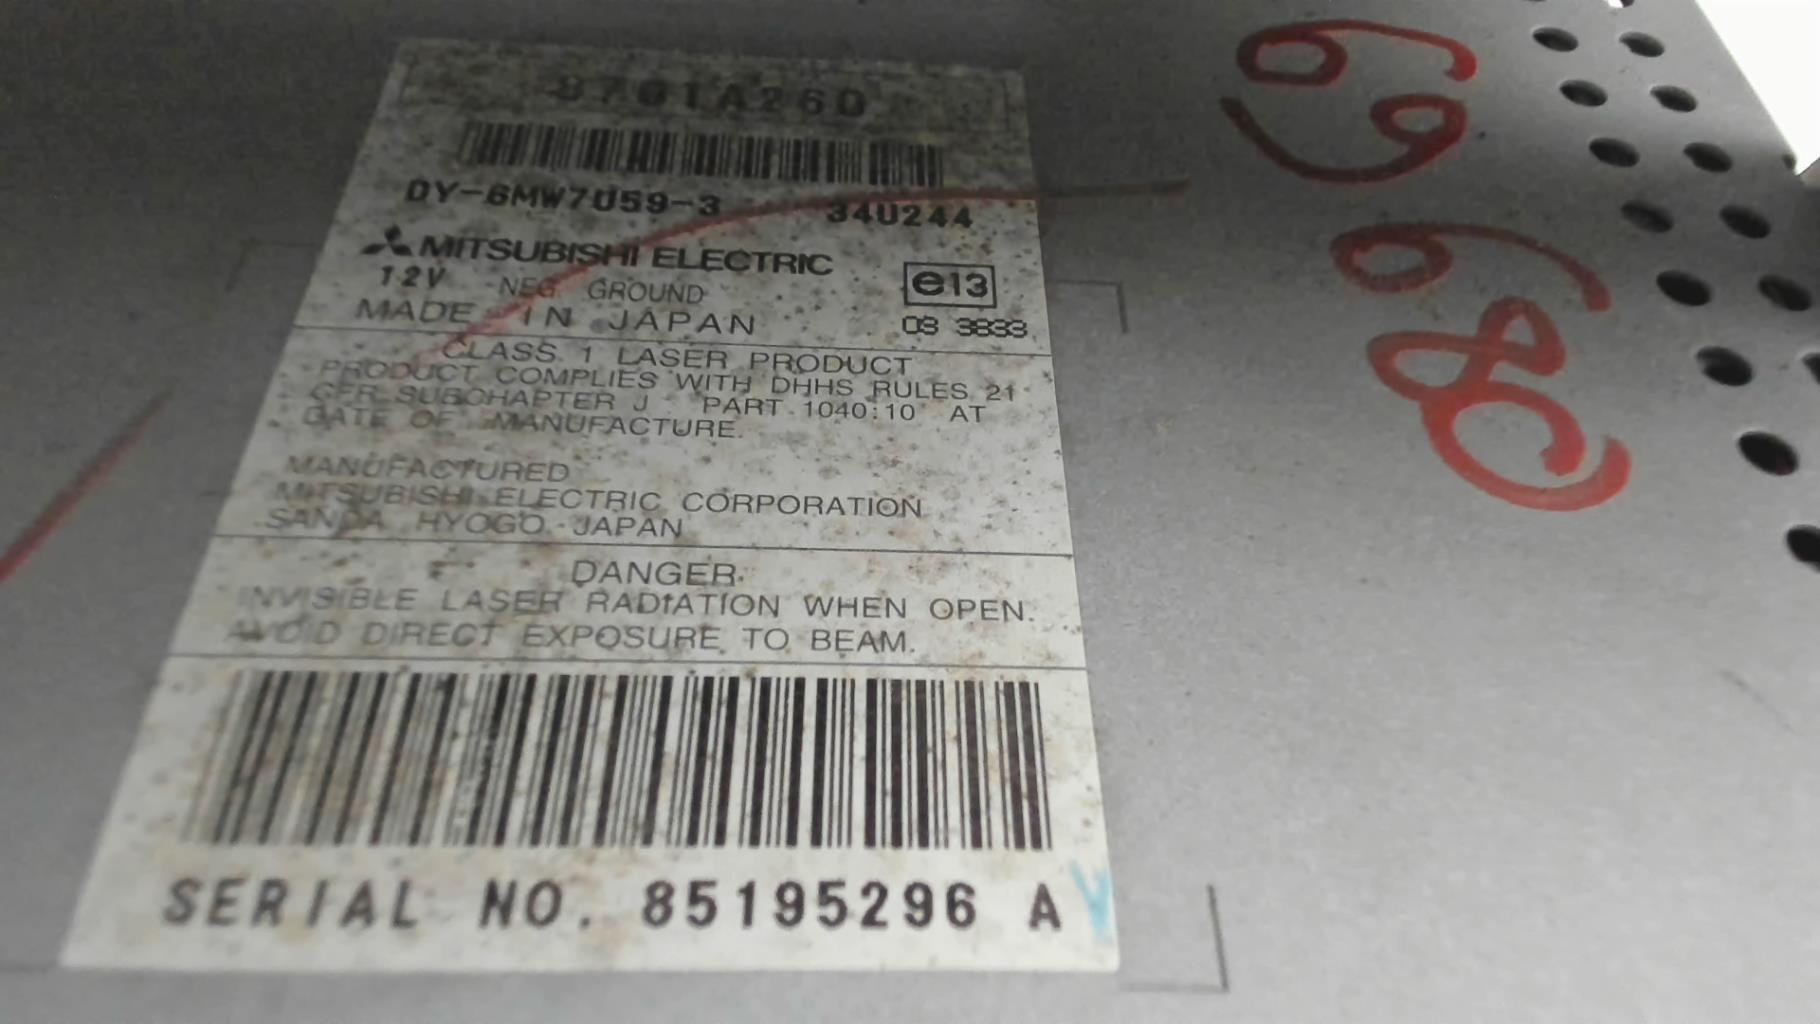 8701A260
DY-6MW7U59-3 34U244
MITSUBISHI ELECTRIC
12V NEG. GROUND e13
MADE IN JAPAN 03 3833
CLASS 1 LASER PRODUCT
PRODUCT COMPLIES WITH DHHS RULES 21
CFR SUBCHAPTER J PART 1040:10 AT
DATE OF MANUFACTURE.
MANUFACTURED
MITSUBISHI ELECTRIC CORPORATION
SANDA HYOGO JAPAN
DANGER
INVISIBLE LASER RADIATION WHEN OPEN.
AVOID DIRECT EXPOSURE TO BEAM.
SERIAL NO. 85195296 A